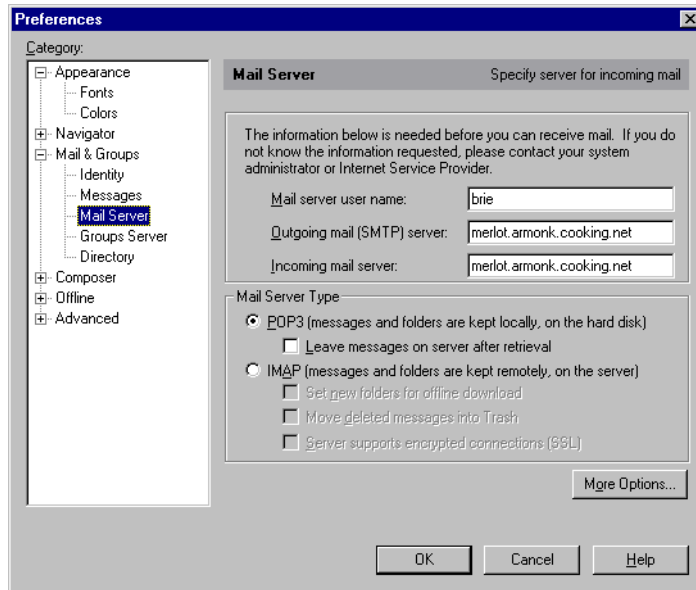 Preferences
Category:
Appearance
Fonts
Colors
Navigator
Mail & Groups
Identity
Messages
Mail Server
Groups Server
Directory
Composer
Offline
Advanced
Mail Server Specify server for incoming mail
The information below is needed before you can receive mail. If you do
not know the information requested, please contact your system
administrator or Internet Service Provider.
Mail server user name: brie
Outgoing mail (SMTP) server: merlot.armonk.cooking.net
Incoming mail server: merlot.armonk.cooking.net
Mail Server Type
POP3 (messages and folders are kept locally, on the hard disk)
Leave messages on server after retrieval
IMAP (messages and folders are kept remotely, on the server)
Set new folders for offline download
Move deleted messages into Trash
Server supports encrypted connections (SSL)
More Options...
OK Cancel Help